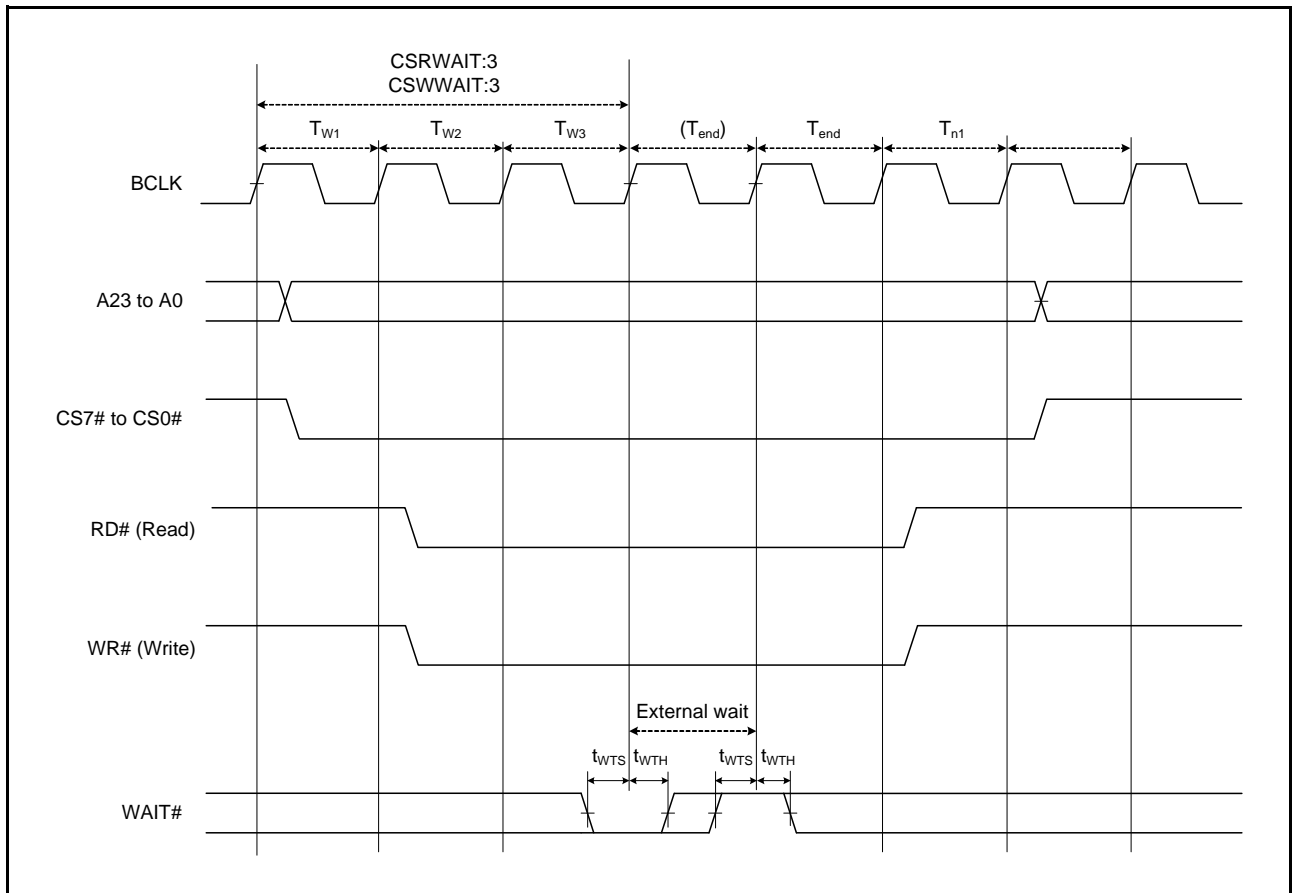 CSRWAIT:3
CSWWAIT:3
TW1 TW2 TW3 (Tend) Tend Tn1
BCLK
A23 to A0
CS7# to CS0#
RD# (Read)
WR# (Write)
External wait
tWTS tWTH tWTS tWTH
WAIT#